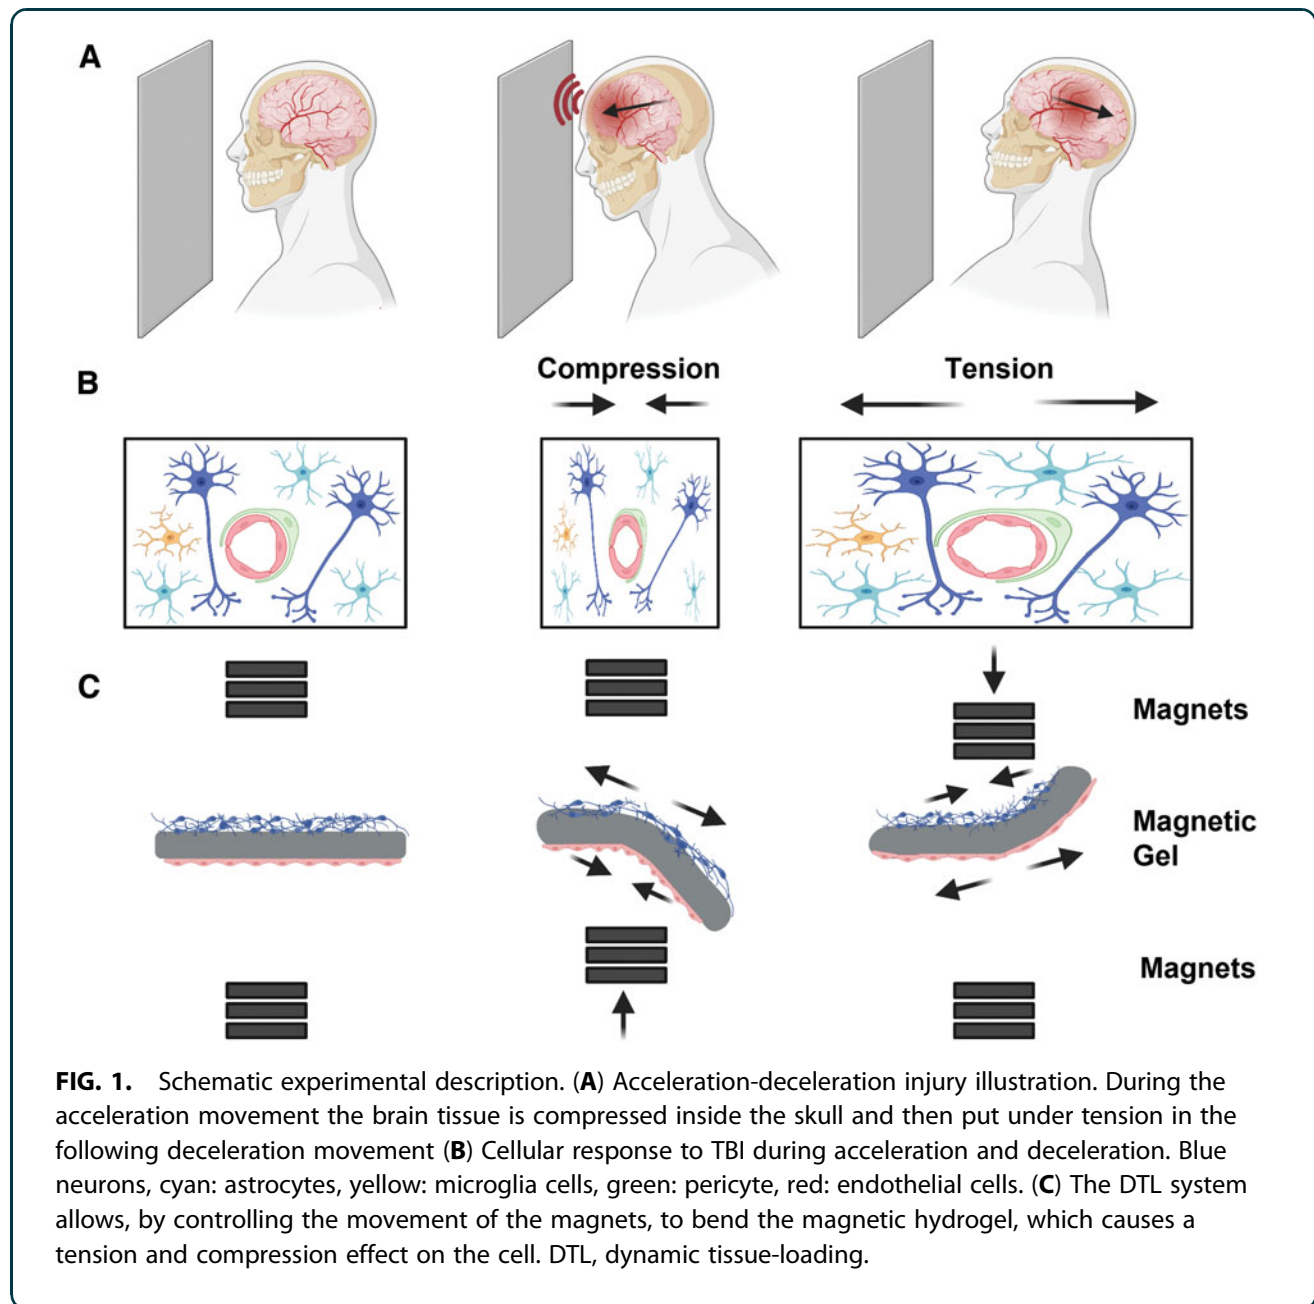 A
Compression
Tension
B
C
Magnets
Magnetic
Gel
Magnets
FIG. 1. Schematic experimental description. (A) Acceleration-deceleration injury illustration. During the
acceleration movement the brain tissue is compressed inside the skull and then put under tension in the
following deceleration movement (B) Cellular response to TBI during acceleration and deceleration. Blue
neurons, cyan: astrocytes, yellow: microglia cells, green: pericyte, red: endothelial cells. (C) The DTL system
allows, by controlling the movement of the magnets, to bend the magnetic hydrogel, which causes a
tension and compression effect on the cell. DTL, dynamic tissue-loading.